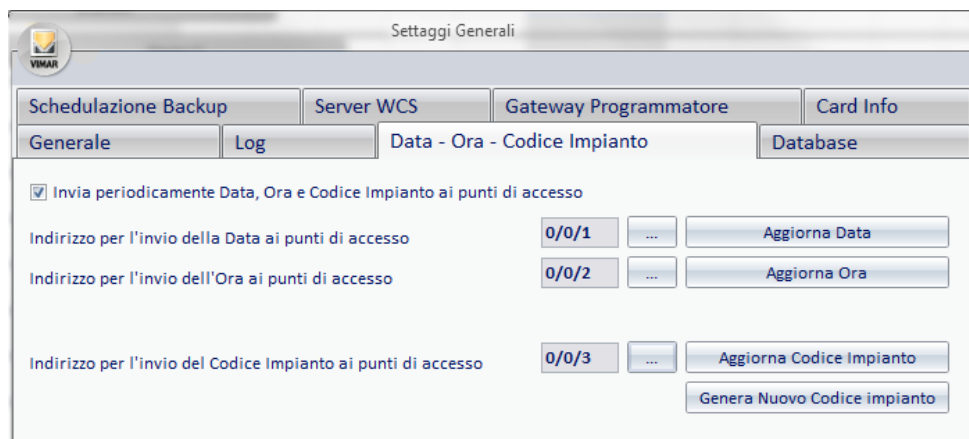 Settaggi Generali
VIMAR
Schedulazione Backup Server WCS Gateway Programmatore Card Info
Generale Log Data - Ora - Codice Impianto Database
Invia periodicamente Data, Ora e Codice Impianto ai punti di accesso
Indirizzo per l'invio della Data ai punti di accesso 0/0/1 ... Aggiorna Data
Indirizzo per l'invio dell'Ora ai punti di accesso 0/0/2 ... Aggiorna Ora
Indirizzo per l'invio del Codice Impianto ai punti di accesso 0/0/3 ... Aggiorna Codice Impianto
Genera Nuovo Codice impianto